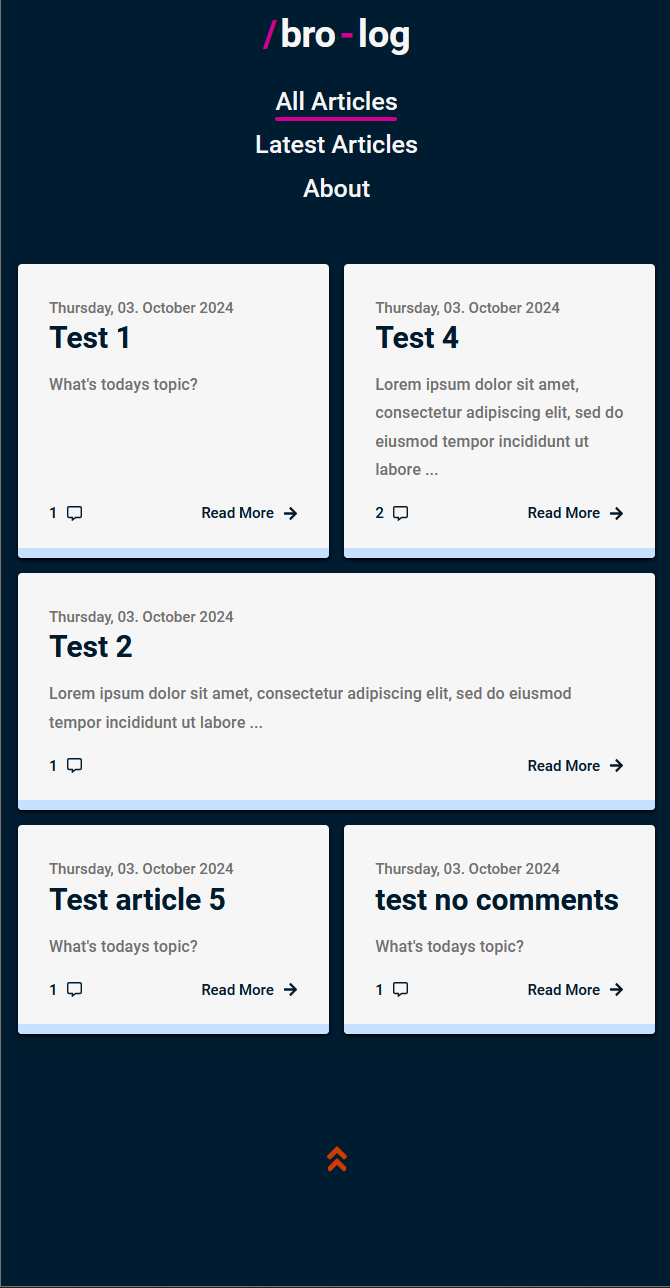 /bro-log
All Articles
Latest Articles
About
Thursday, 03. October 2024
Test 1
What's todays topic?
1
Read More
Thursday, 03. October 2024
Test 4
Lorem ipsum dolor sit amet,
consectetur adipiscing elit, sed do
eiusmod tempor incididunt ut
labore ...
2
Read More
Thursday, 03. October 2024
Test 2
Lorem ipsum dolor sit amet, consectetur adipiscing elit, sed do eiusmod
tempor incididunt ut labore ...
1
Read More
Thursday, 03. October 2024
Test article 5
What's todays topic?
1
Read More
Thursday, 03. October 2024
test no comments
What's todays topic?
1
Read More